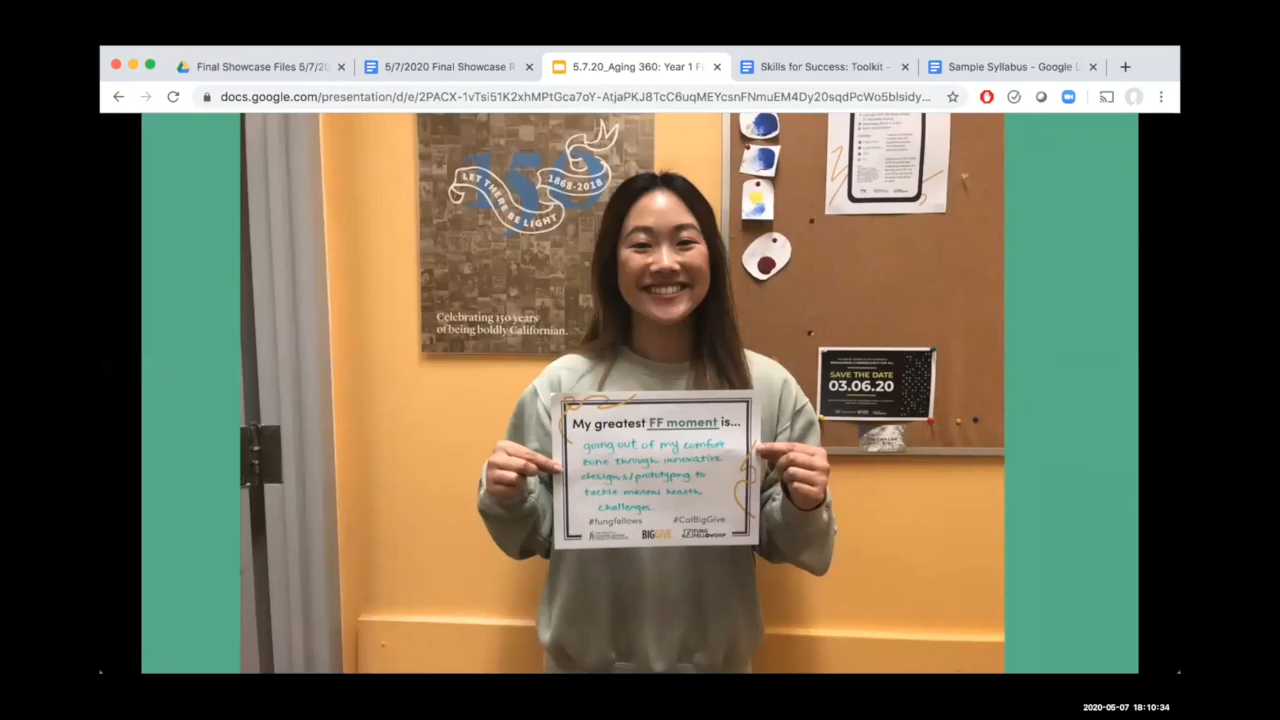 Final Showcase Files 5/7/20
5/7/2020 Final Showcase R
5.7.20_Aging 360: Year 1 F
Skills for Success: Toolkit -
Sample Syllabus - Google
docs.google.com/presentation/d/e/2PACX-1vTsi51K2xhMPtGca7oY-AtjaPKJ8TcC6uqMEYcsnFNmuEM4Dy20sqdPcWo5blsidy...
150
LET THERE BE LIGHT
1868-2018
Celebrating 150 years
of being boldly Californian.
SAVE THE DATE
03.06.20
My greatest FF moment is...
going out of my comfort
zone through innovative
designs/prototyping to
tackle mental health
challenges.
#fungfellows #CalBigGive
BIGGIVE FUNG FELLOWSHIP
2020-05-07 18:10:34